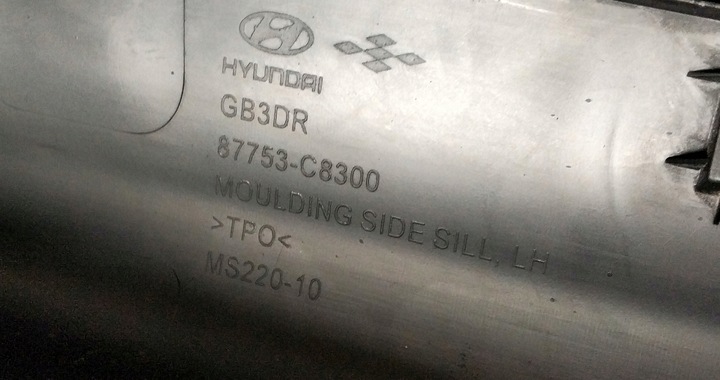 HYUNDAI
GB3DR
87753-C8300
MOULDING SIDE SILL, LH
>TPO<
MS220-10